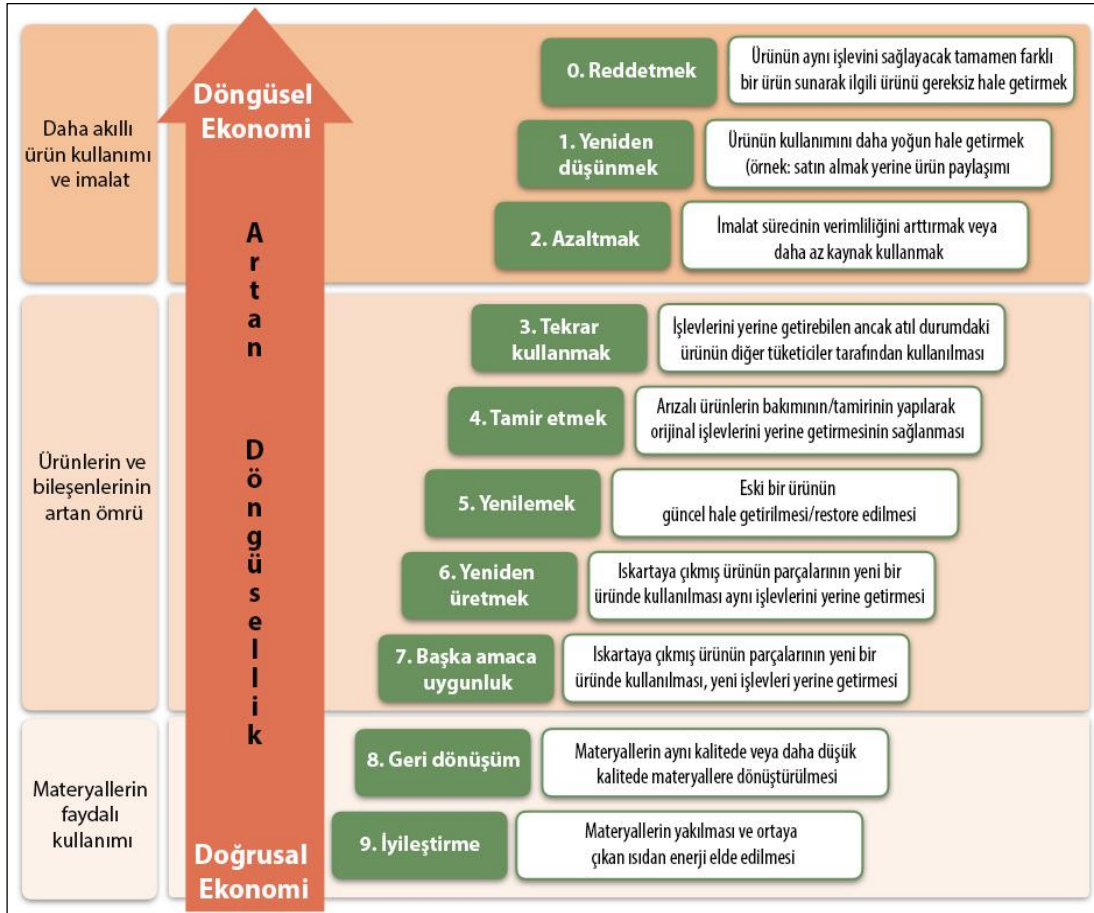 Döngüsel
Ekonomi
Artan
Döngüsellik
Doğrusal
Ekonomi
Daha akıllı
ürün kullanımı
ve imalat
0. Reddetmek
Ürünün aynı işlevini sağlayacak tamamen farklı
bir ürün sunarak ilgili ürünü gereksiz hale getirmek
1. Yeniden
düşünmek
Ürünün kullanımını daha yoğun hale getirmek
(örnek: satın almak yerine ürün paylaşımı
2. Azaltmak
İmalat sürecinin verimliliğini arttırmak veya
daha az kaynak kullanmak
Ürünlerin ve
bileşenlerinin
artan ömrü
3. Tekrar
kullanmak
İşlevlerini yerine getirebilen ancak atıl durumdaki
ürünün diğer tüketiciler tarafından kullanılması
4. Tamir etmek
Arızalı ürünlerin bakımının/tamirinin yapılarak
orijinal işlevlerini yerine getirmesinin sağlanması
5. Yenilemek
Eski bir ürünün
güncel hale getirilmesi/restore edilmesi
6. Yeniden
üretmek
Iskartaya çıkmış ürünün parçalarının yeni bir
üründe kullanılması aynı işlevlerini yerine getirmesi
7. Başka amaca
uygunluk
Iskartaya çıkmış ürünün parçalarının yeni bir
üründe kullanılması, yeni işlevleri yerine getirmesi
Materyallerin
faydalı
kullanımı
8. Geri dönüşüm
Materyallerin aynı kalitede veya daha düşük
kalitede materyallere dönüştürülmesi
9. İyileştirme
Materyallerin yakılması ve ortaya
çıkan ısıdan enerji elde edilmesi